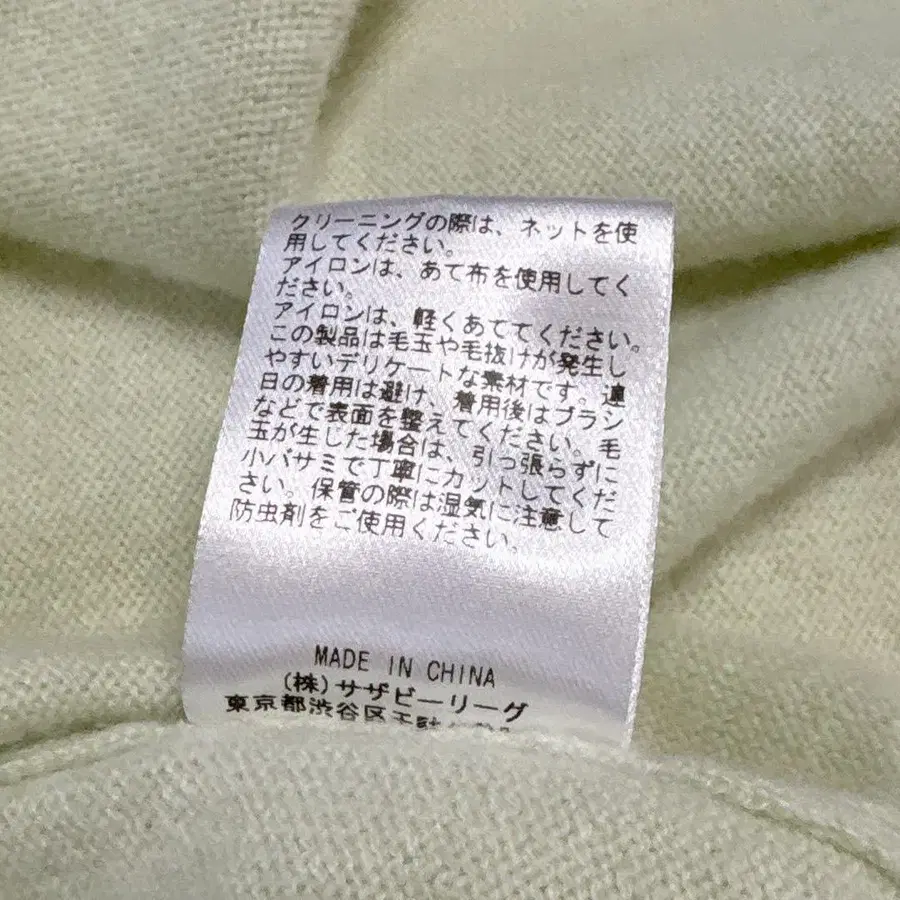 クリーニングの際は、ネットを使
用してください。
アイロンは、あて布を使用してく
ださい。
アイロンは、軽くあててください。
この製品は毛玉や毛抜けが発生し
やすいデリケートな素材です。連
日の着用は避け、着用後はブラシ
などで表面を整えてください。毛
玉が生じた場合は、引っ張らずに
小バサミで丁寧にカットしてくだ
さい。保管の際は湿気に注意して
防虫剤をご使用ください。
MADE IN CHINA
(株)サザビーリーグ
東京都渋谷区千駄